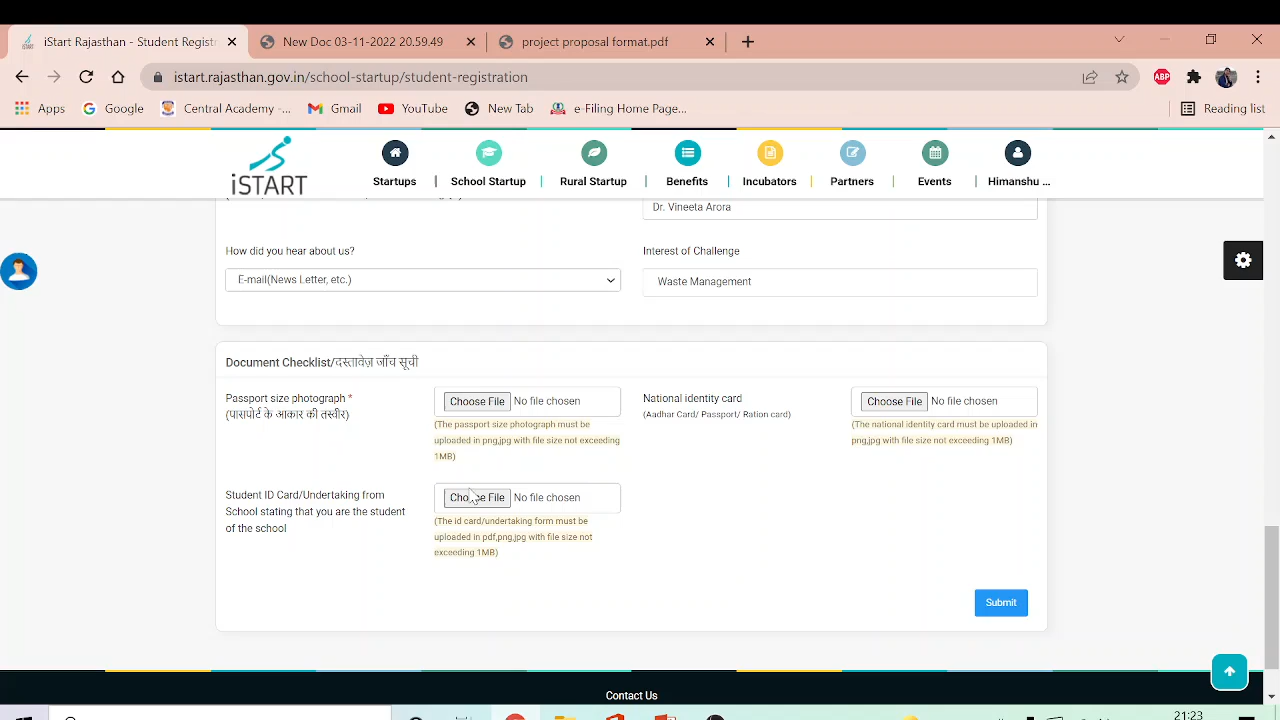 iStart Rajasthan - Student Registr
New Doc 03-11-2022 20.59.49
project proposal format.pdf
istart.rajasthan.gov.in/school-startup/student-registration
ABP
Apps
Google
Central Academy -...
Gmail
YouTube
New Tab
e-Filing Home Page...
Reading list
iSTART
Startups
School Startup
Rural Startup
Benefits
Incubators
Partners
Events
Himanshu ...
Dr. Vineeta Arora
How did you hear about us?
Interest of Challenge
E-mail(News Letter, etc.)
Waste Management
Document Checklist/दस्तावेज़ जाँच सूची
Passport size photograph *
(पासपोर्ट के आकार की तस्वीर)
Choose File No file chosen
(The passport size photograph must be
uploaded in png,jpg with file size not exceeding
1MB)
National identity card
(Aadhar Card/ Passport/ Ration card)
Choose File No file chosen
(The national identity card must be uploaded in
png,jpg with file size not exceeding 1MB)
Student ID Card/Undertaking from
School stating that you are the student
of the school
Choose File No file chosen
(The id card/undertaking form must be
uploaded in pdf,png,jpg with file size not
exceeding 1MB)
Submit
Contact Us
21:23